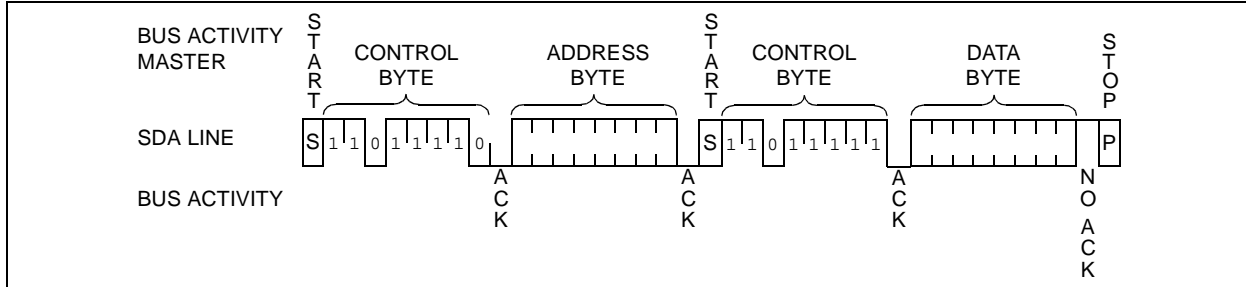 BUS ACTIVITY
MASTER
START
CONTROL
BYTE
ADDRESS
BYTE
START
CONTROL
BYTE
DATA
BYTE
STOP
SDA LINE
S 1 1 0 1 1 1 1 0
S 1 1 0 1 1 1 1 1
P
BUS ACTIVITY
ACK
ACK
ACK
NO ACK